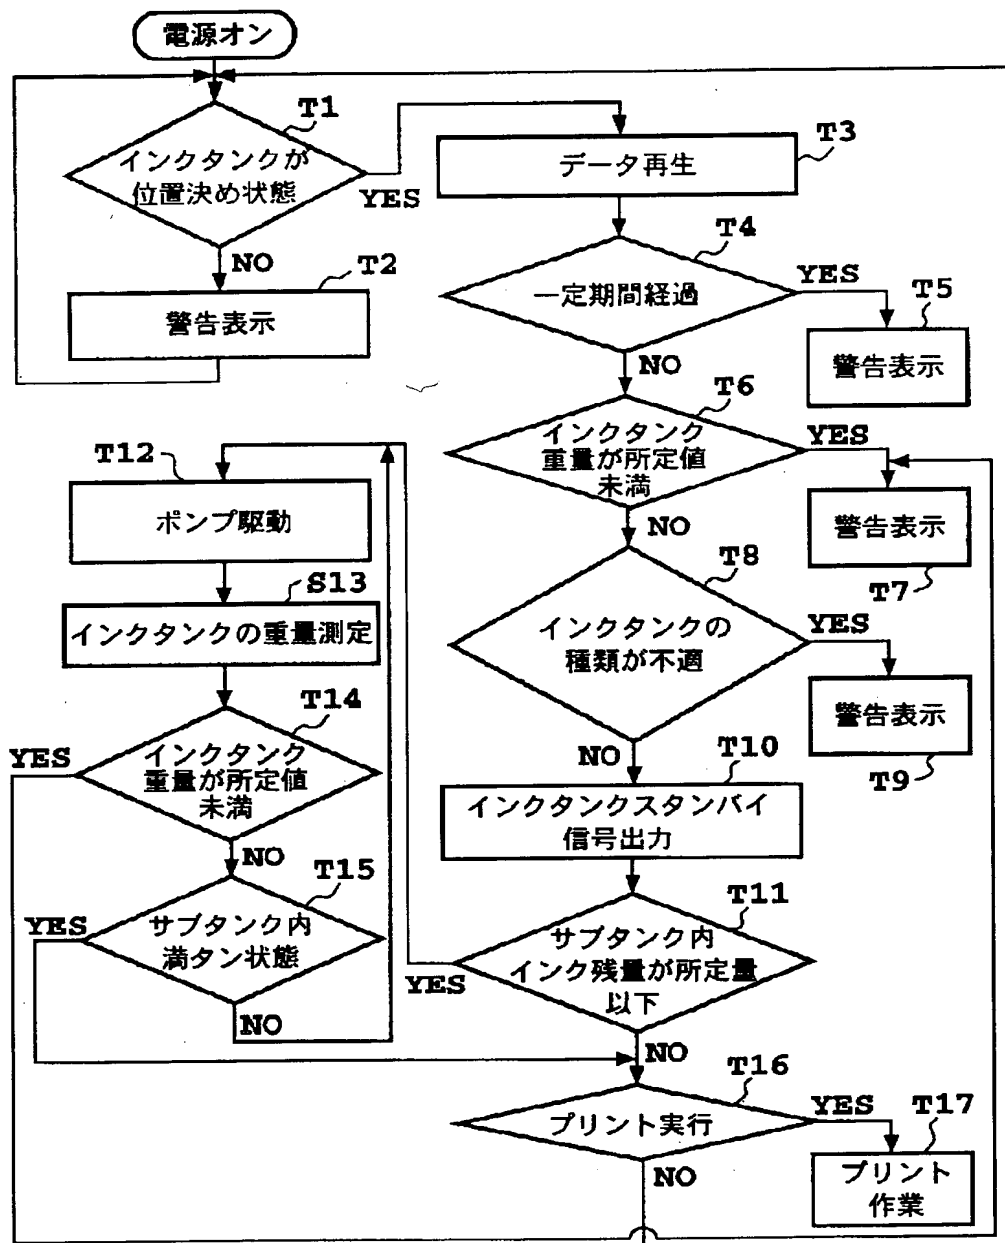 電源オン
T1
インクタンクが
位置決め状態
YES
NO
T2
警告表示
T3
データ再生
T4
一定期間経過
YES
T5
警告表示
NO
T6
インクタンク
重量が所定値
未満
YES
T7
警告表示
NO
T8
インクタンクの
種類が不適
YES
T9
警告表示
NO
T10
インクタンクスタンバイ
信号出力
T11
サブタンク内
インク残量が所定量
以下
YES
NO
T12
ポンプ駆動
S13
インクタンクの重量測定
T14
インクタンク
重量が所定値
未満
YES
NO
T15
サブタンク内
満タン状態
YES
NO
T16
プリント実行
YES
NO
T17
プリント
作業